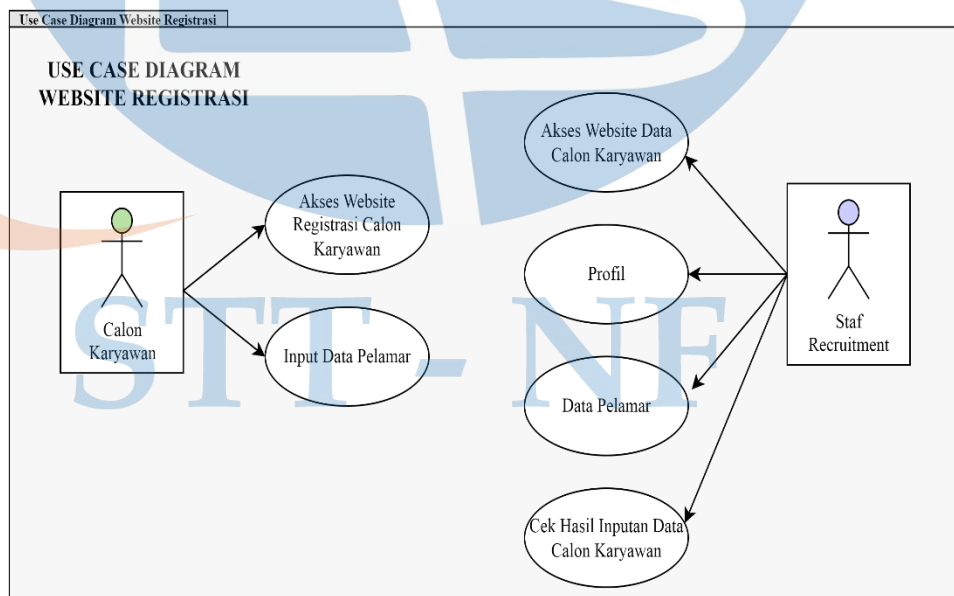 Use Case Diagram Website Registrasi
USE CASE DIAGRAM
WEBSITE REGISTRASI
Akses Website
Registrasi Calon
Karyawan
Input Data Pelamar
Calon
Karyawan
Akses Website Data
Calon Karyawan
Profil
Data Pelamar
Cek Hasil Inputan Data
Calon Karyawan
Staf
Recruitment
STT - NF